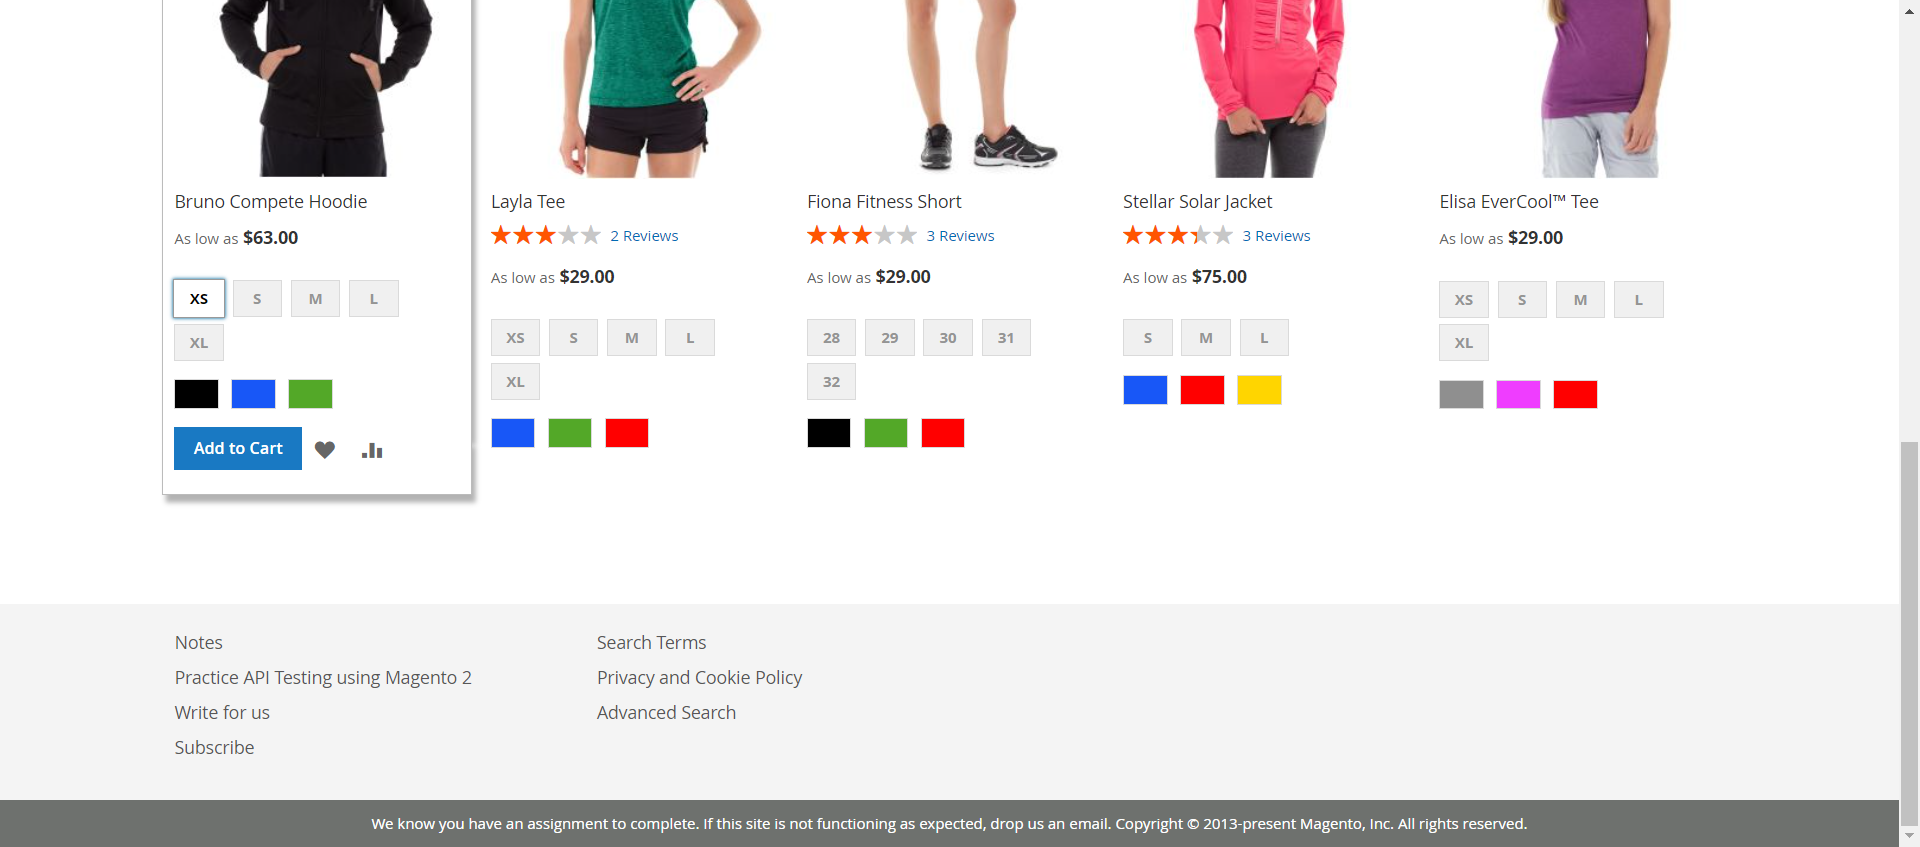 Bruno Compete Hoodie
As low as $63.00
XS S M L
XL
Add to Cart
Layla Tee
2 Reviews
As low as $29.00
XS S M L
XL
Fiona Fitness Short
3 Reviews
As low as $29.00
28 29 30 31
32
Stellar Solar Jacket
3 Reviews
As low as $75.00
S M L
Elisa EverCool™ Tee
As low as $29.00
XS S M L
XL
Notes
Practice API Testing using Magento 2
Write for us
Subscribe
Search Terms
Privacy and Cookie Policy
Advanced Search
We know you have an assignment to complete. If this site is not functioning as expected, drop us an email. Copyright © 2013-present Magento, Inc. All rights reserved.